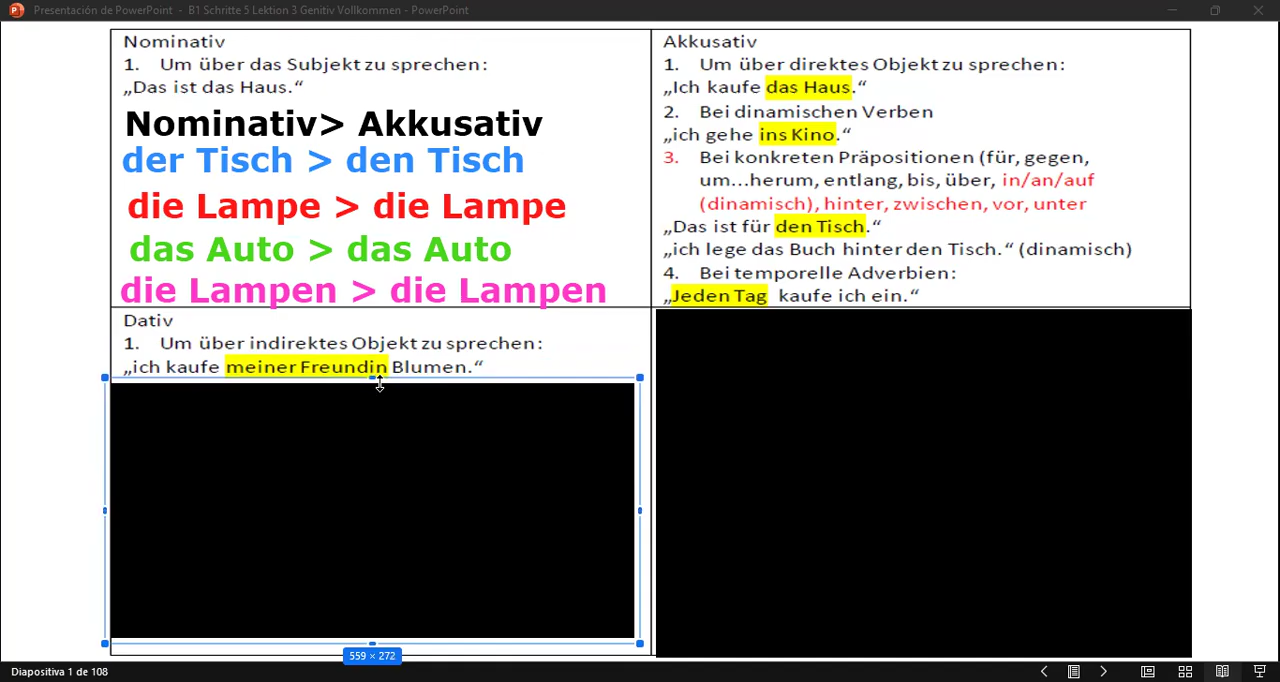 Presentación de PowerPoint - B1 Schritte 5 Lektion 3 Genitiv Vollkommen - PowerPoint
Nominativ
1. Um über das Subjekt zu sprechen:
„Das ist das Haus.“
Nominativ> Akkusativ
der Tisch > den Tisch
die Lampe > die Lampe
das Auto > das Auto
die Lampen > die Lampen
Akkusativ
1. Um über direktes Objekt zu sprechen:
„Ich kaufe das Haus.“
2. Bei dinamischen Verben
„ich gehe ins Kino.“
3. Bei konkreten Präpositionen (für, gegen,
um...herum, entlang, bis, über, in/an/auf
(dinamisch), hinter, zwischen, vor, unter
„Das ist für den Tisch.“
„ich lege das Buch hinter den Tisch.“ (dinamisch)
4. Bei temporelle Adverbien:
„Jeden Tag kaufe ich ein.“
Dativ
1. Um über indirektes Objekt zu sprechen:
„ich kaufe meiner Freundin Blumen.“
559 × 272
Diapositiva 1 de 108